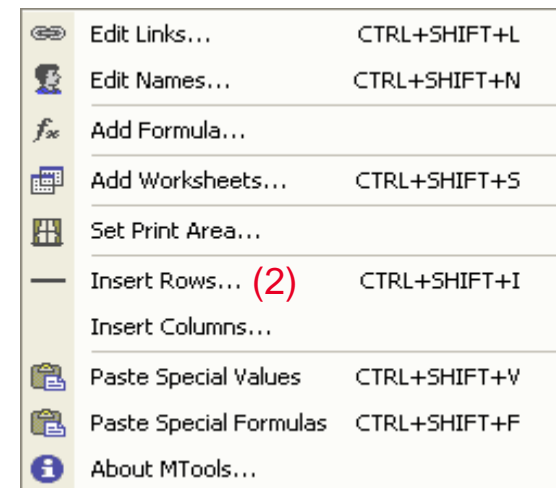 Edit Links... CTRL+SHIFT+L
Edit Names... CTRL+SHIFT+N
fx Add Formula...
Add Worksheets... CTRL+SHIFT+S
Set Print Area...
Insert Rows... (2) CTRL+SHIFT+I
Insert Columns...
Paste Special Values CTRL+SHIFT+V
Paste Special Formulas CTRL+SHIFT+F
About MTools...